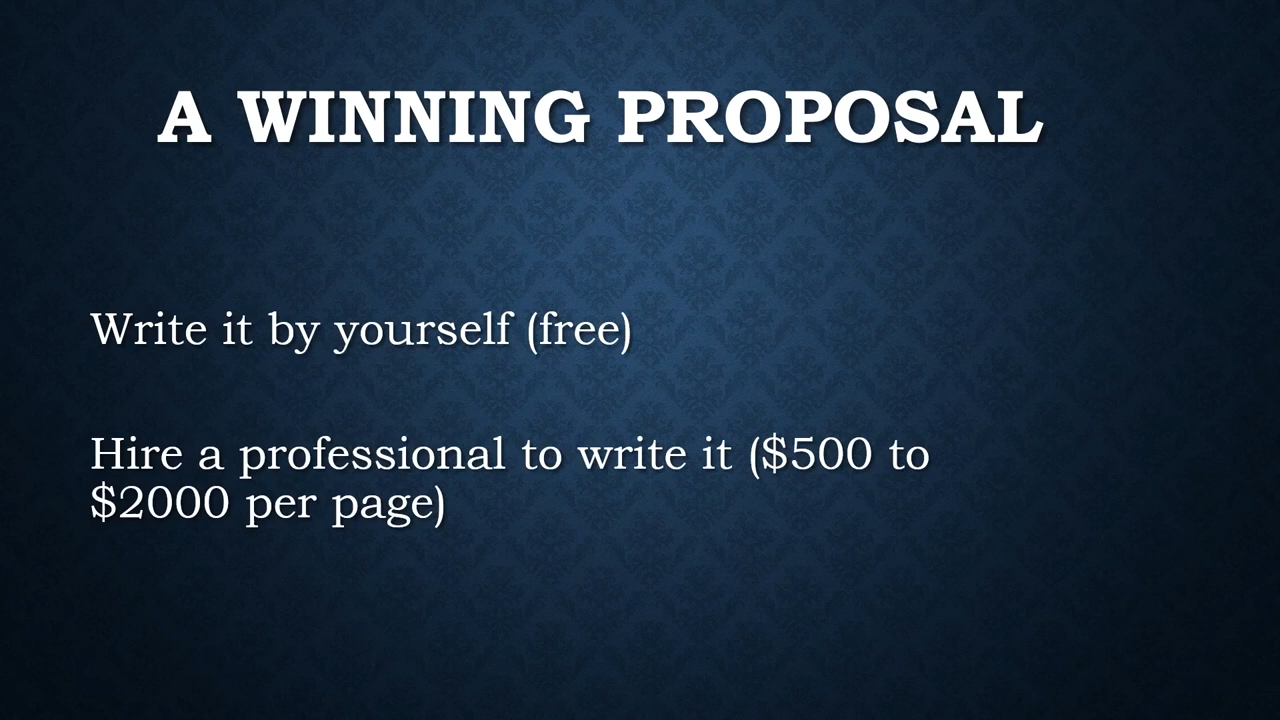 A WINNING PROPOSAL
Write it by yourself (free)
Hire a professional to write it ($500 to
$2000 per page)